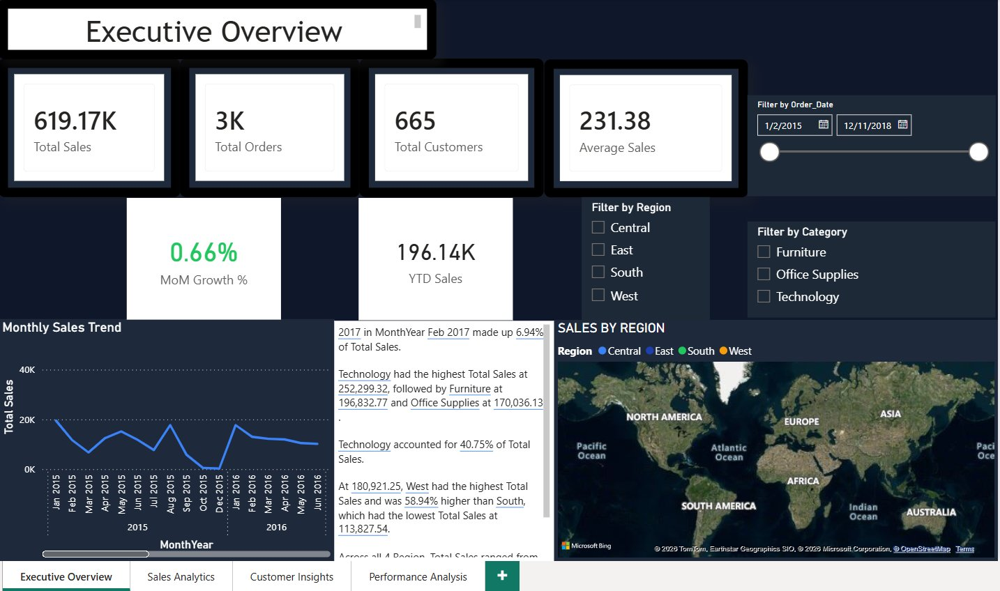 Executive Overview
619.17K
Total Sales
3K
Total Orders
665
Total Customers
231.38
Average Sales
Filter by Order_Date
1/2/2015
12/11/2018
0.66%
MoM Growth %
196.14K
YTD Sales
Filter by Region
Central
East
South
West
Filter by Category
Furniture
Office Supplies
Technology
Monthly Sales Trend
40K
20K
0K
Total Sales
Jan 2015
Feb 2015
Mar 2015
Apr 2015
May 2015
Jun 2015
Jul 2015
Aug 2015
Sep 2015
Oct 2015
Dec 2015
Jan 2016
Feb 2016
Mar 2016
Apr 2016
May 2016
Jun 2016
2015
2016
MonthYear
2017 in MonthYear Feb 2017 made up 6.94%
of Total Sales.
Technology had the highest Total Sales at
252,299.32, followed by Furniture at
196,832.77 and Office Supplies at 170,036.13
.
Technology accounted for 40.75% of Total
Sales.
At 180,921.25, West had the highest Total
Sales and was 58.94% higher than South,
which had the lowest Total Sales at
113,827.54.
Across all 4 Region, Total Sales ranged from
SALES BY REGION
Region Central East South West
NORTH AMERICA
EUROPE
ASIA
Pacific
Ocean
Atlantic
Ocean
Paci
Oce
AFRICA
SOUTH AMERICA
Indian
Ocean
AUSTRALIA
Microsoft Bing
© 2026 TomTom, Earthstar Geographics SIO, © 2026 Microsoft Corporation, © OpenStreetMap Terms
Executive Overview
Sales Analytics
Customer Insights
Performance Analysis
+